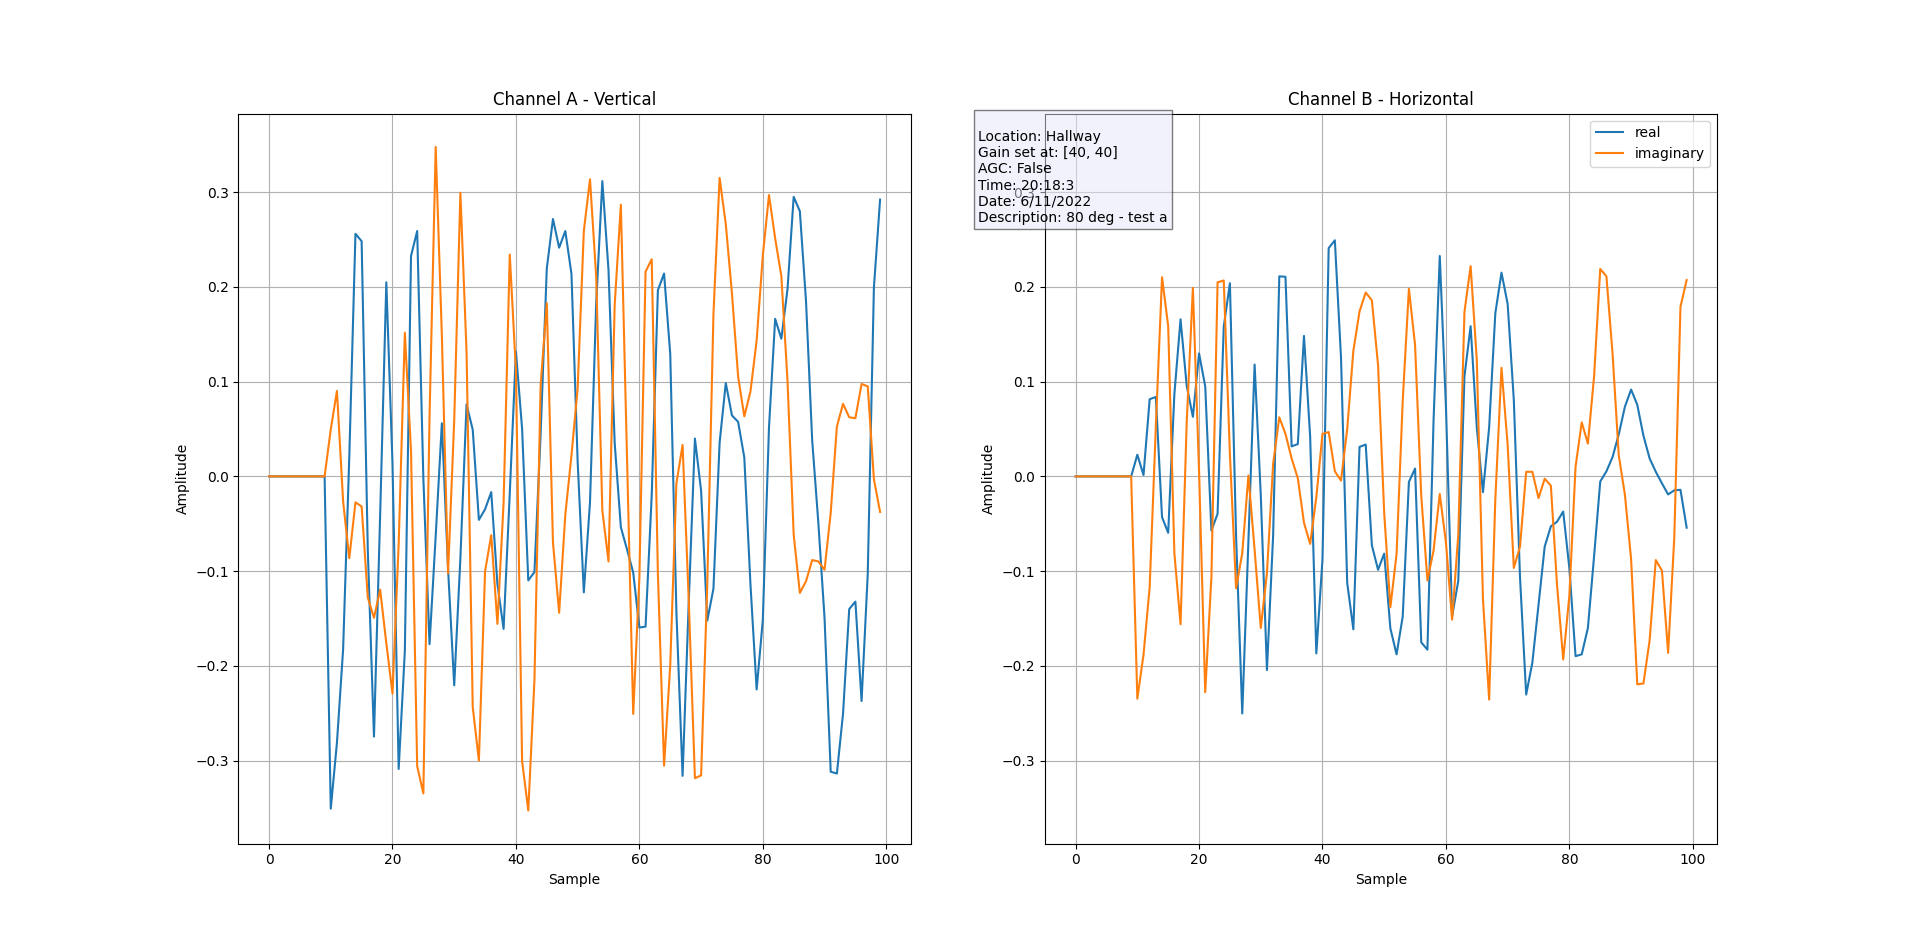 Channel A - Vertical
Amplitude
0.3
0.2
0.1
0.0
−0.1
−0.2
−0.3
0
20
40
60
80
100
Sample
Channel B - Horizontal
real
imaginary
Location: Hallway
Gain set at: [40, 40]
AGC: False
Time: 20:18:3
Date: 6/11/2022
Description: 80 deg - test a
Amplitude
0.3
0.2
0.1
0.0
−0.1
−0.2
−0.3
0
20
40
60
80
100
Sample